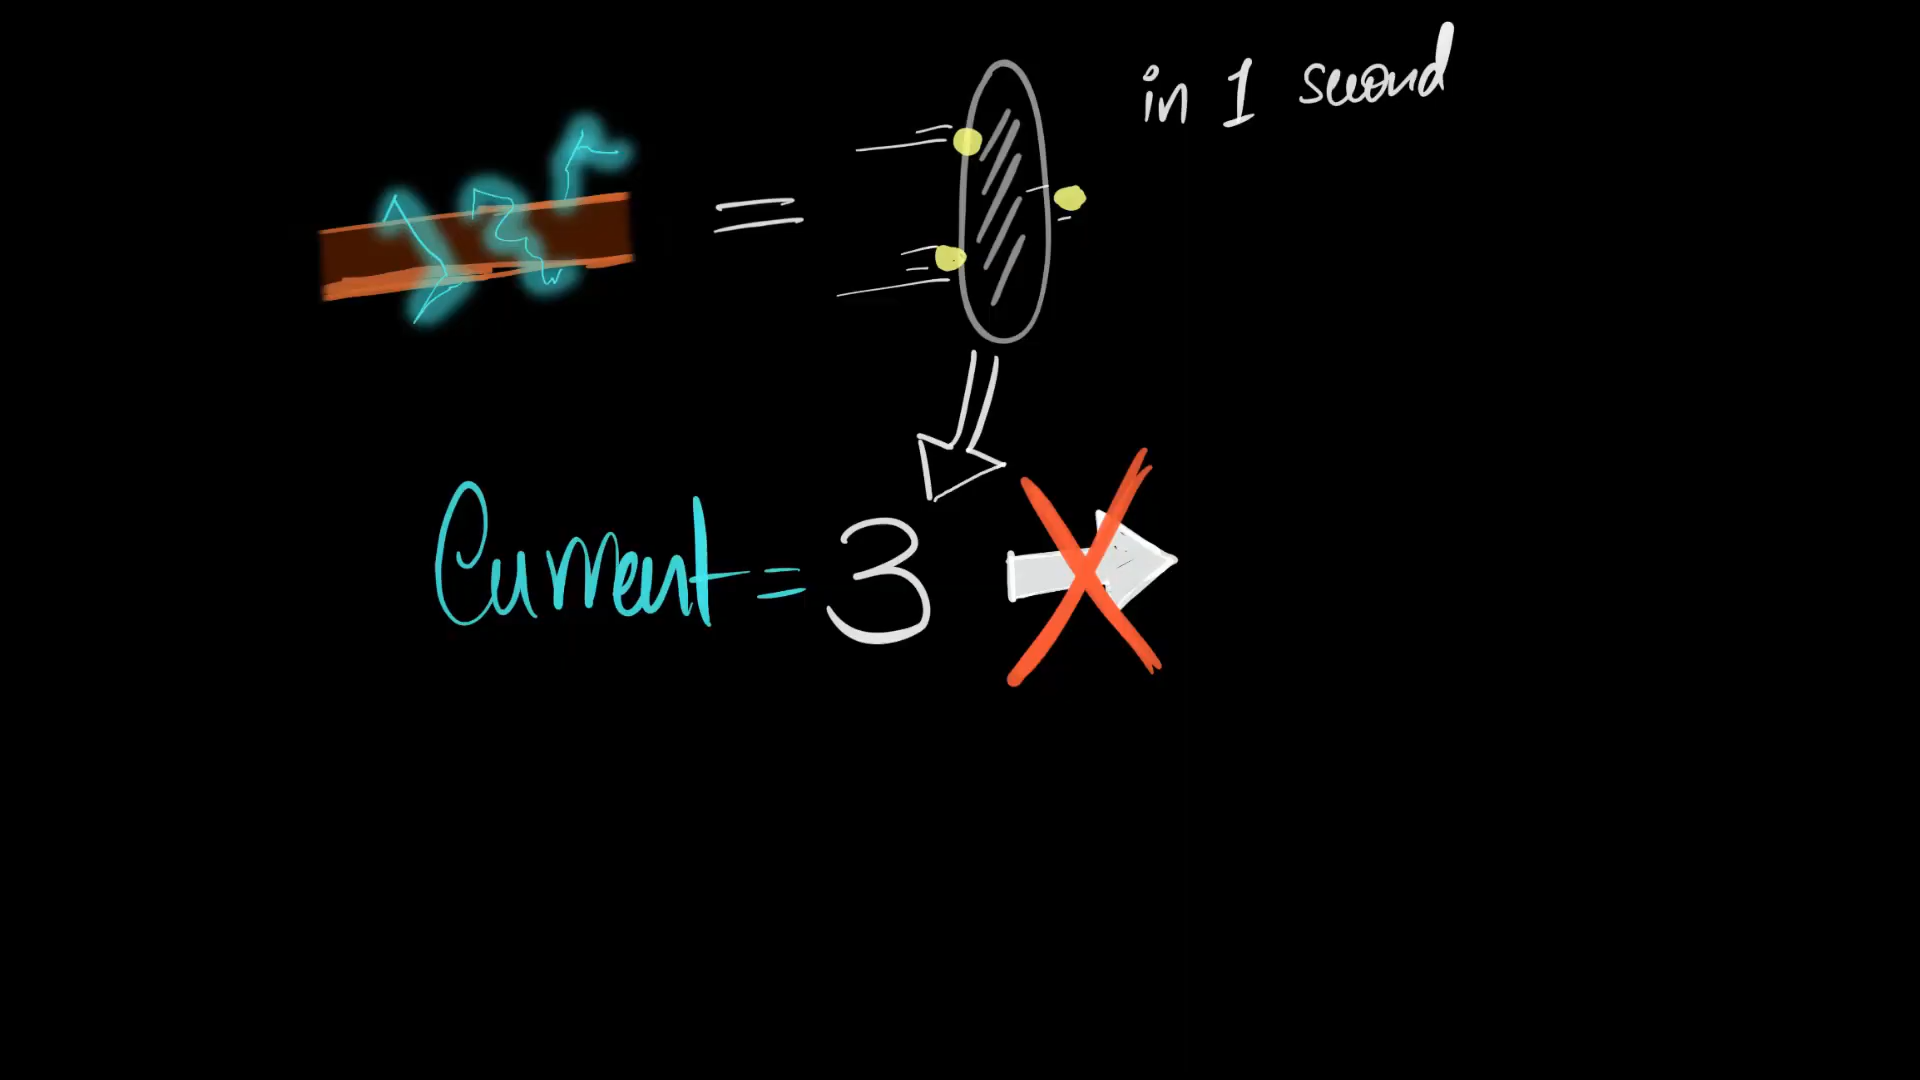 = in 1 second
Current = 3